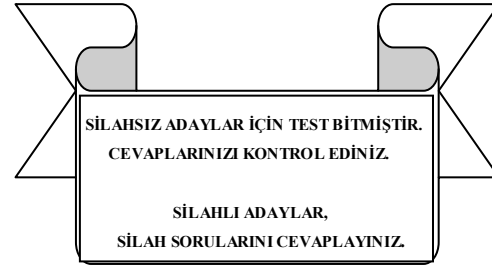 SİLAHSIZ ADAYLAR İÇİN TEST BİTMİŞTİR.
CEVAPLARINIZI KONTROL EDİNİZ.
SİLAHLI ADAYLAR,
SİLAH SORULARINI CEVAPLAYINIZ.